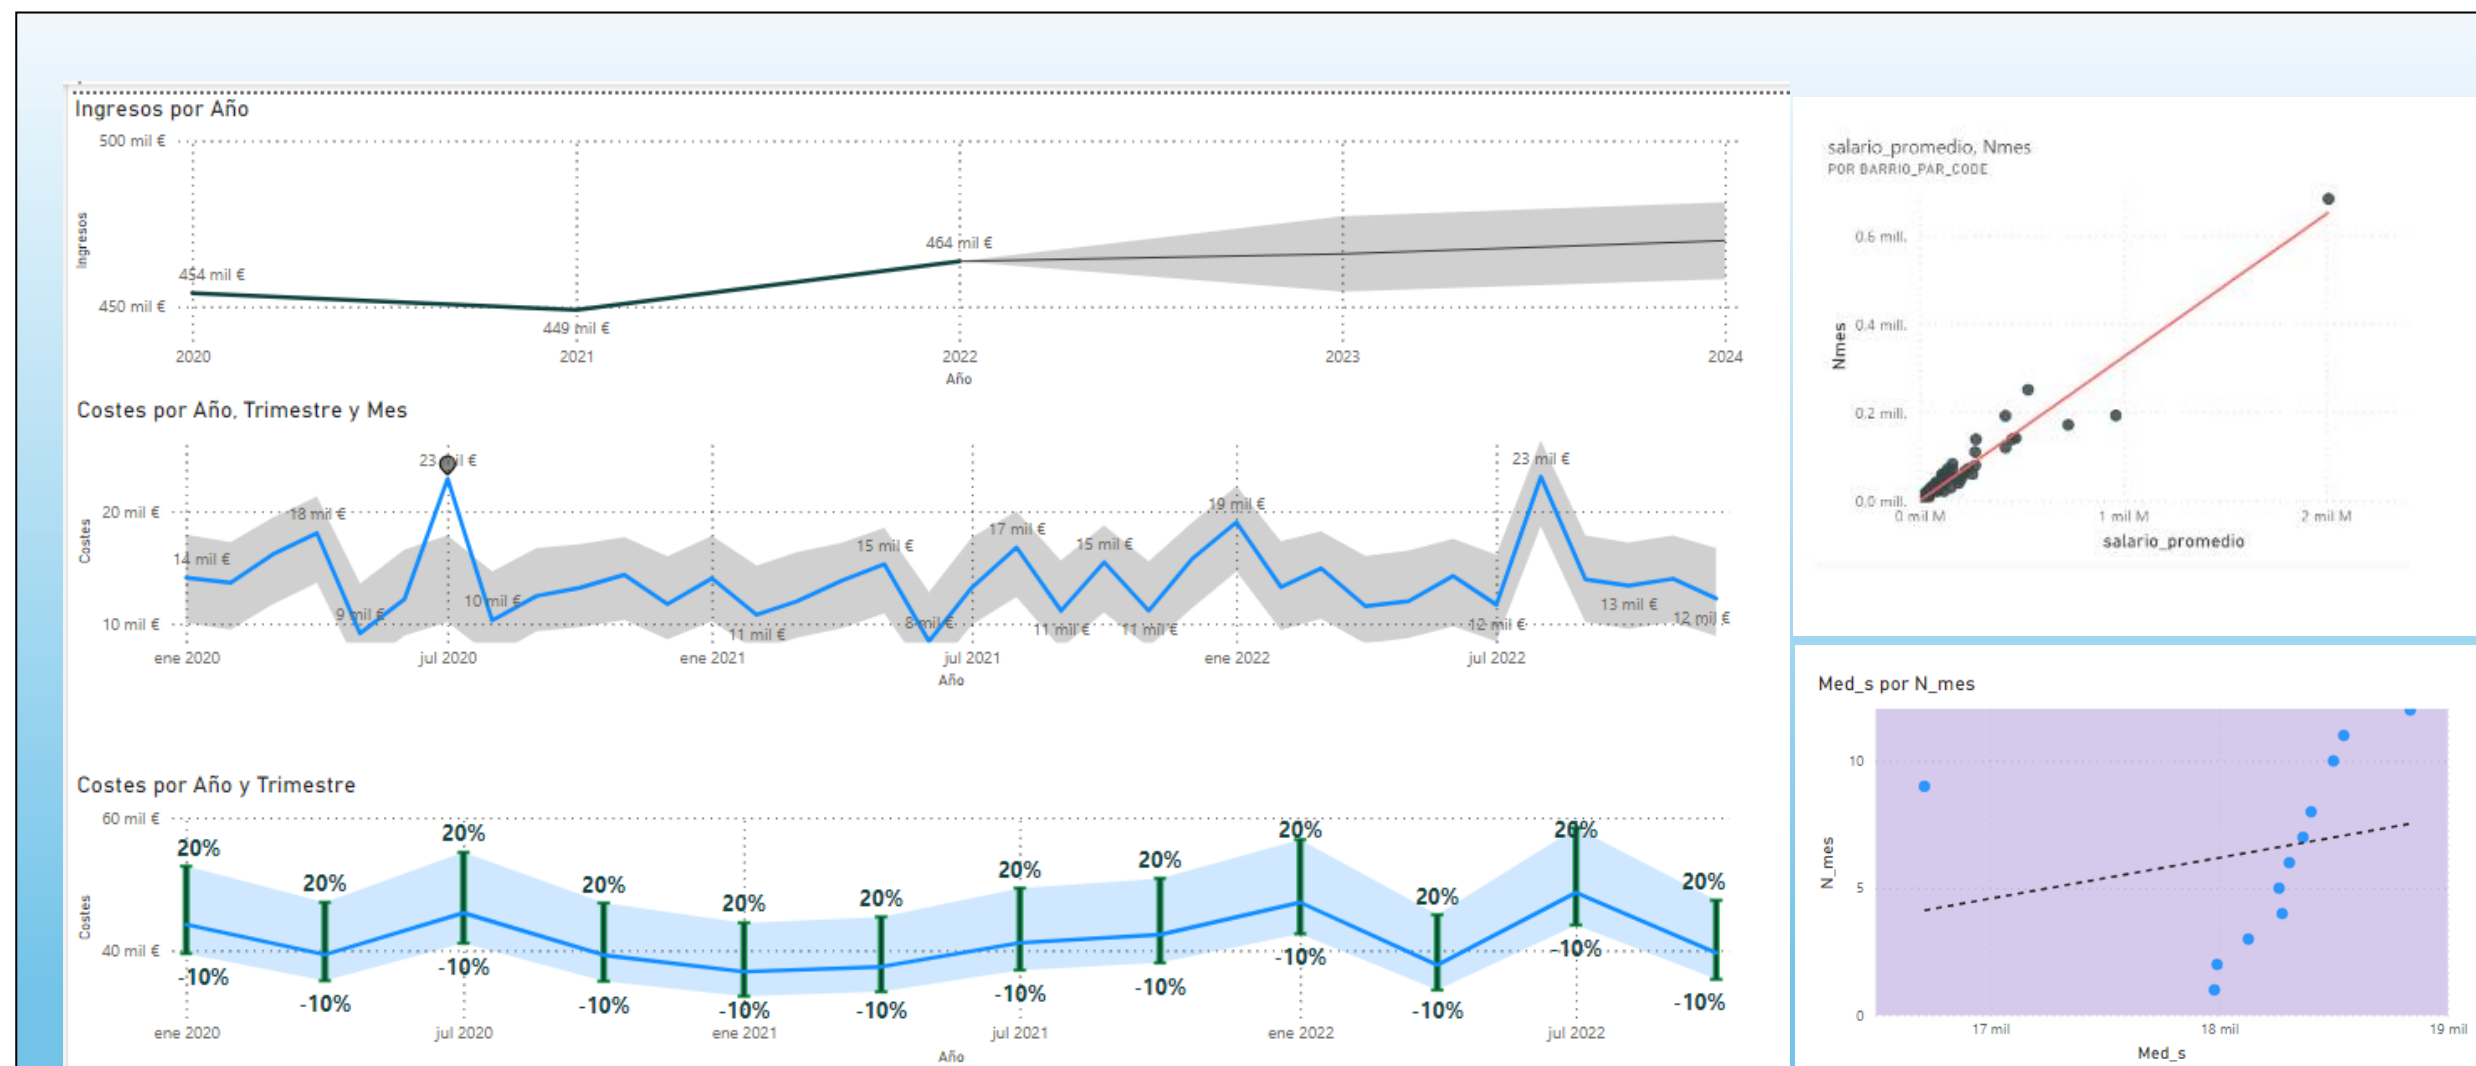 Ingresos por Año
500 mil €
450 mil €
Ingresos
454 mil €
449 mil €
464 mil €
2020
2021
2022
2023
2024
Año
Costes por Año, Trimestre y Mes
20 mil €
10 mil €
Costes
14 mil €
18 mil €
9 mil €
23 mil €
10 mil €
11 mil €
15 mil €
8 mil €
17 mil €
11 mil €
15 mil €
11 mil €
19 mil €
12 mil €
23 mil €
13 mil €
12 mil €
ene 2020
jul 2020
ene 2021
jul 2021
ene 2022
jul 2022
Año
Costes por Año y Trimestre
60 mil €
40 mil €
Costes
20%
20%
20%
20%
20%
20%
20%
20%
20%
20%
20%
20%
-10%
-10%
-10%
-10%
-10%
-10%
-10%
-10%
-10%
-10%
-10%
-10%
ene 2020
jul 2020
ene 2021
jul 2021
ene 2022
jul 2022
Año
salario_promedio, Nmes
POR BARRIO_PAR_CODE
0,6 mill.
0,4 mill.
0,2 mill.
0,0 mill.
Nmes
0 mil M
1 mil M
2 mil M
salario_promedio
Med_s por N_mes
10
5
0
N_mes
17 mil
18 mil
19 mil
Med_s